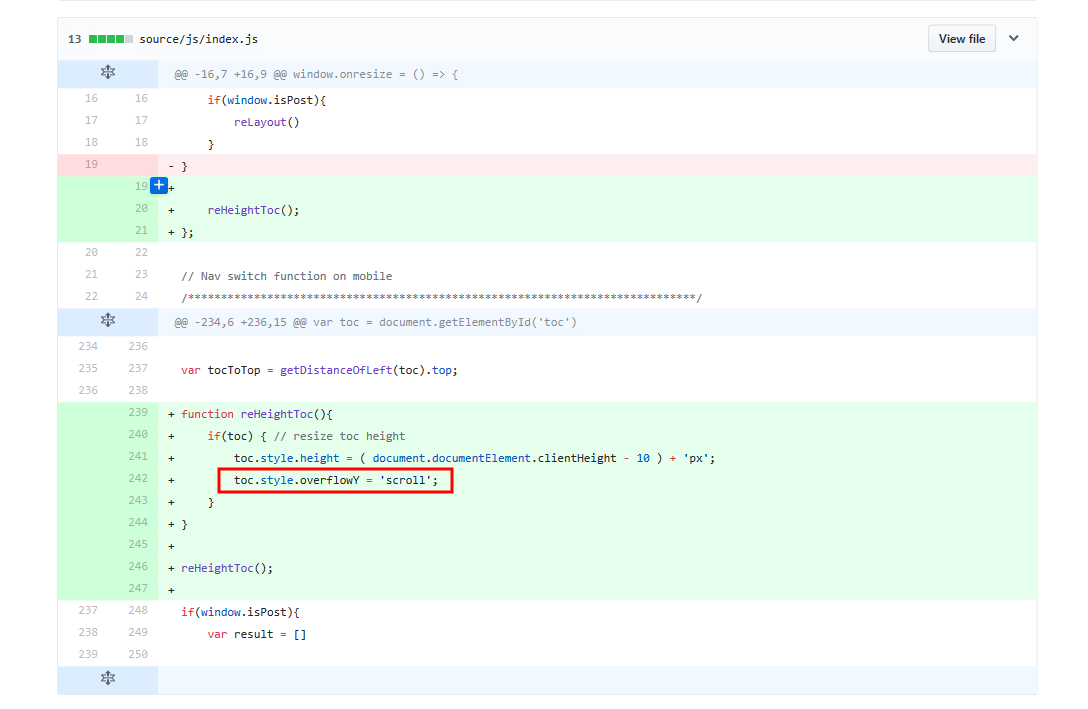 13 source/js/index.js View file
@@ -16,7 +16,9 @@ window.onresize = () => {
16 16 if(window.isPost){
17 17 reLayout()
18 18 }
19 - }
19 +
20 + reHeightToc();
21 + };
20 22
21 23 // Nav switch function on mobile
22 24 /*****************************************************************************/
@@ -234,6 +236,15 @@ var toc = document.getElementById('toc')
234 236
235 237 var tocToTop = getDistanceOfLeft(toc).top;
236 238
239 + function reHeightToc(){
240 + if(toc) { // resize toc height
241 + toc.style.height = ( document.documentElement.clientHeight - 10 ) + 'px';
242 + toc.style.overflowY = 'scroll';
243 + }
244 + }
245 +
246 + reHeightToc();
247 +
237 248 if(window.isPost){
238 249 var result = []
239 250